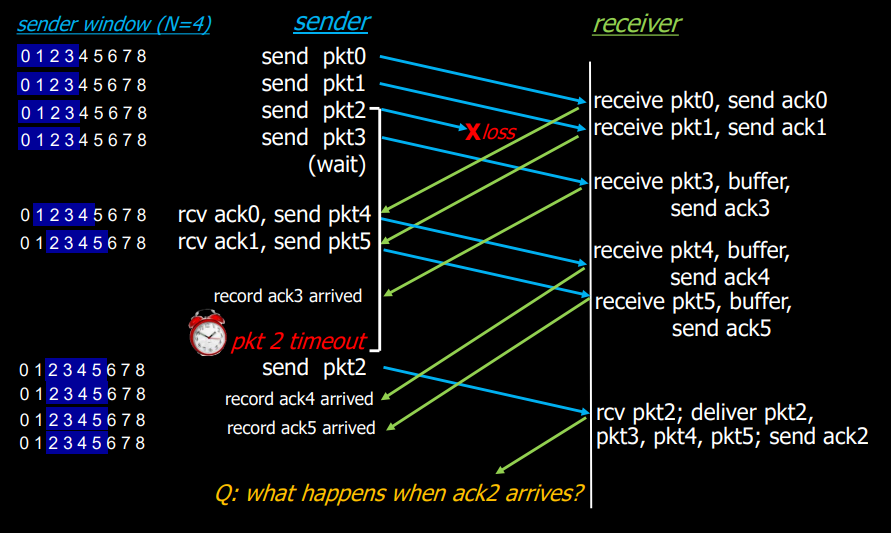 sender window (N=4)
sender
receiver
0 1 2 3 4 5 6 7 8
send pkt0
0 1 2 3 4 5 6 7 8
send pkt1
receive pkt0, send ack0
0 1 2 3 4 5 6 7 8
send pkt2
X loss
receive pkt1, send ack1
0 1 2 3 4 5 6 7 8
send pkt3
(wait)
receive pkt3, buffer,
send ack3
0 1 2 3 4 5 6 7 8
rcv ack0, send pkt4
0 1 2 3 4 5 6 7 8
rcv ack1, send pkt5
receive pkt4, buffer,
send ack4
record ack3 arrived
receive pkt5, buffer,
send ack5
pkt 2 timeout
0 1 2 3 4 5 6 7 8
send pkt2
0 1 2 3 4 5 6 7 8
record ack4 arrived
0 1 2 3 4 5 6 7 8
record ack5 arrived
0 1 2 3 4 5 6 7 8
rcv pkt2; deliver pkt2,
pkt3, pkt4, pkt5; send ack2
Q: what happens when ack2 arrives?